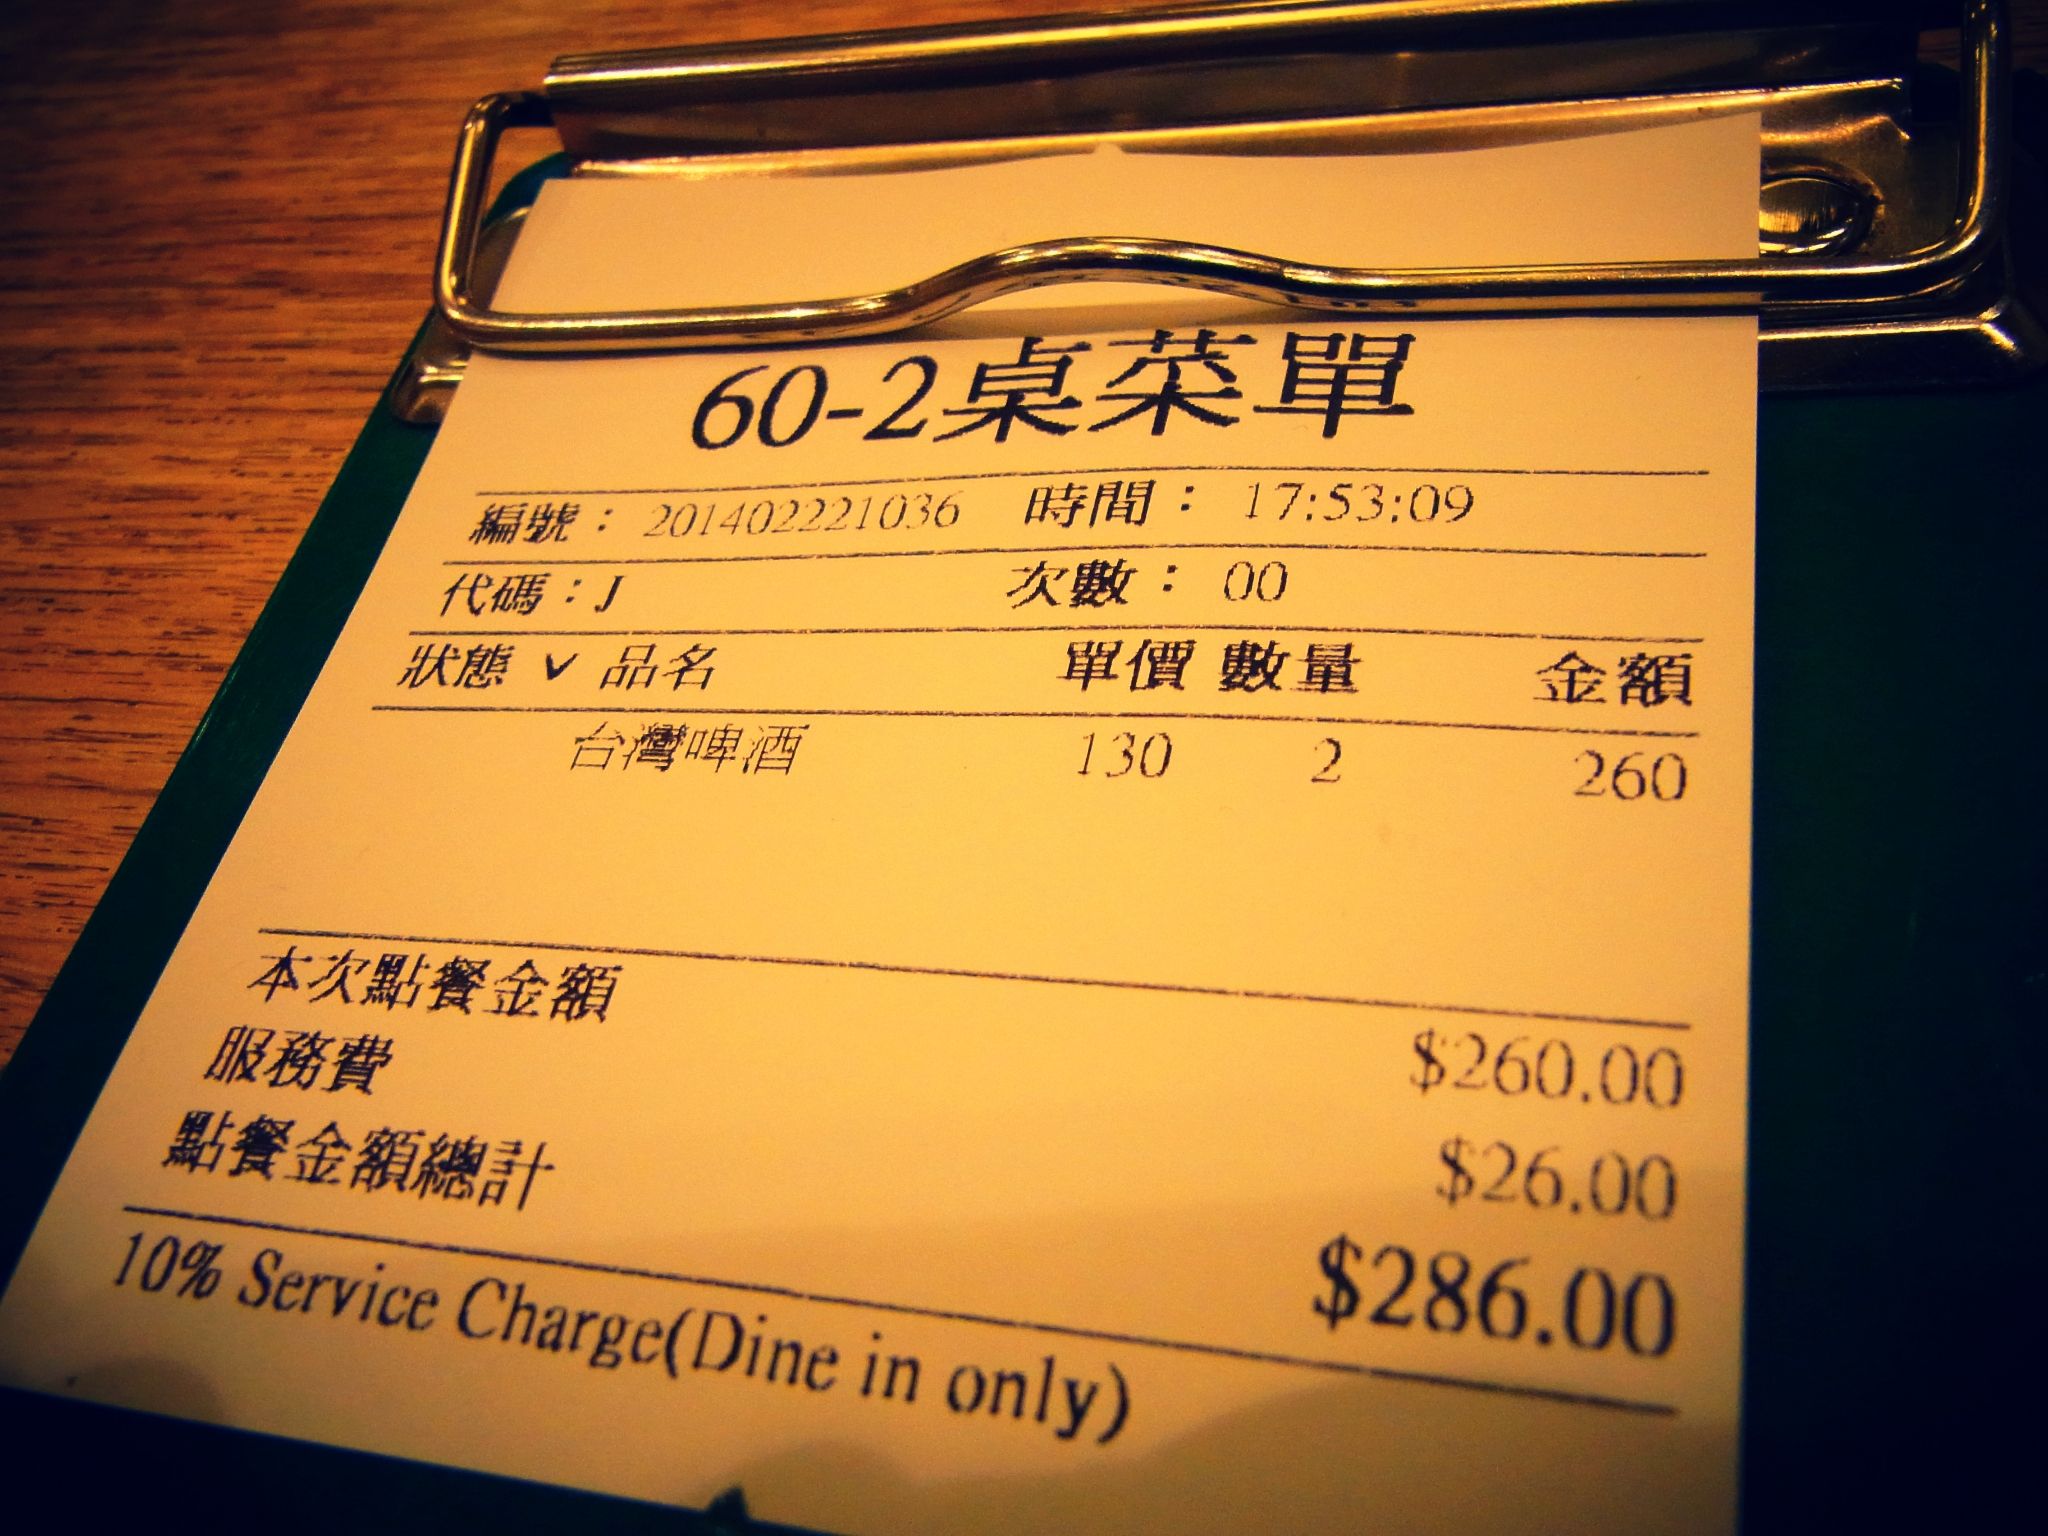 60-2桌菜單
編號： 201402221036 時間： 17:53:09
代碼：J 次數： 00
狀態 v 品名 單價 數量 金額
台灣啤酒 130 2 260
本次點餐金額 $260.00
服務費 $26.00
點餐金額總計 $286.00
10% Service Charge(Dine in only)